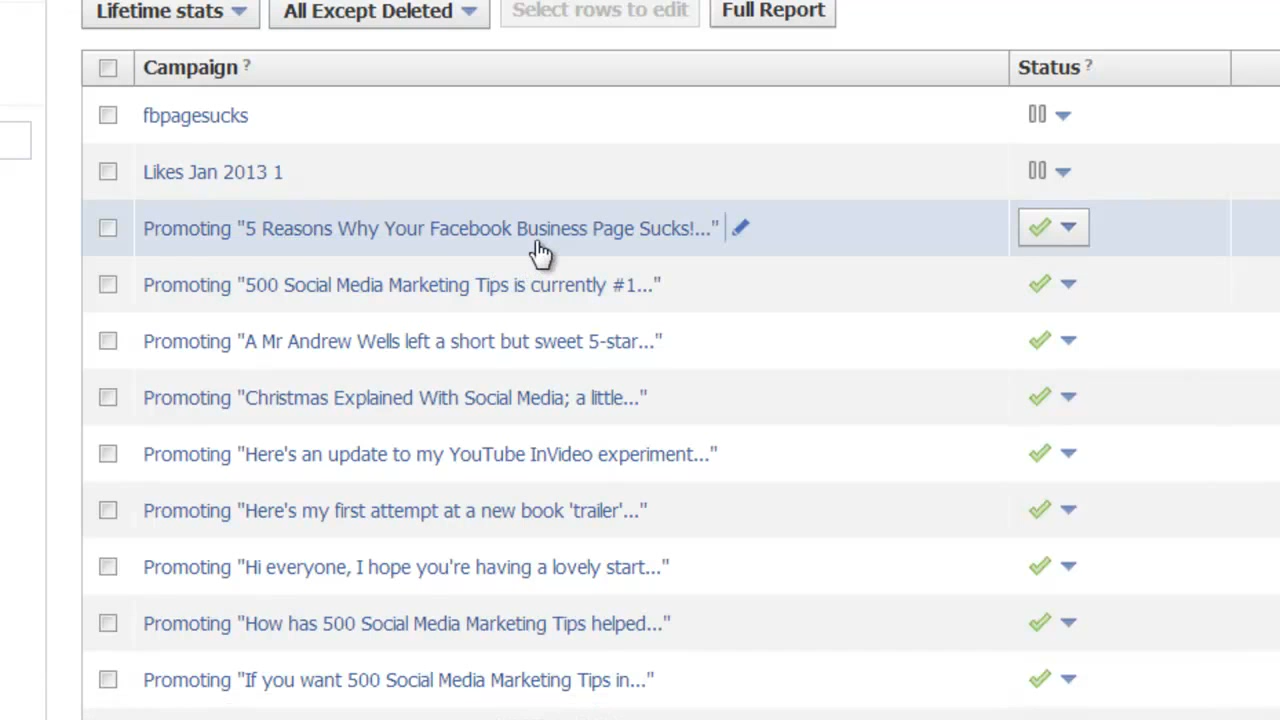 Lifetime stats All Except Deleted Select rows to edit Full Report
Campaign ? Status ?
fbpagesucks
Likes Jan 2013 1
Promoting "5 Reasons Why Your Facebook Business Page Sucks!..."
Promoting "500 Social Media Marketing Tips is currently #1..."
Promoting "A Mr Andrew Wells left a short but sweet 5-star..."
Promoting "Christmas Explained With Social Media; a little..."
Promoting "Here's an update to my YouTube InVideo experiment..."
Promoting "Here's my first attempt at a new book 'trailer'..."
Promoting "Hi everyone, I hope you're having a lovely start..."
Promoting "How has 500 Social Media Marketing Tips helped..."
Promoting "If you want 500 Social Media Marketing Tips in..."